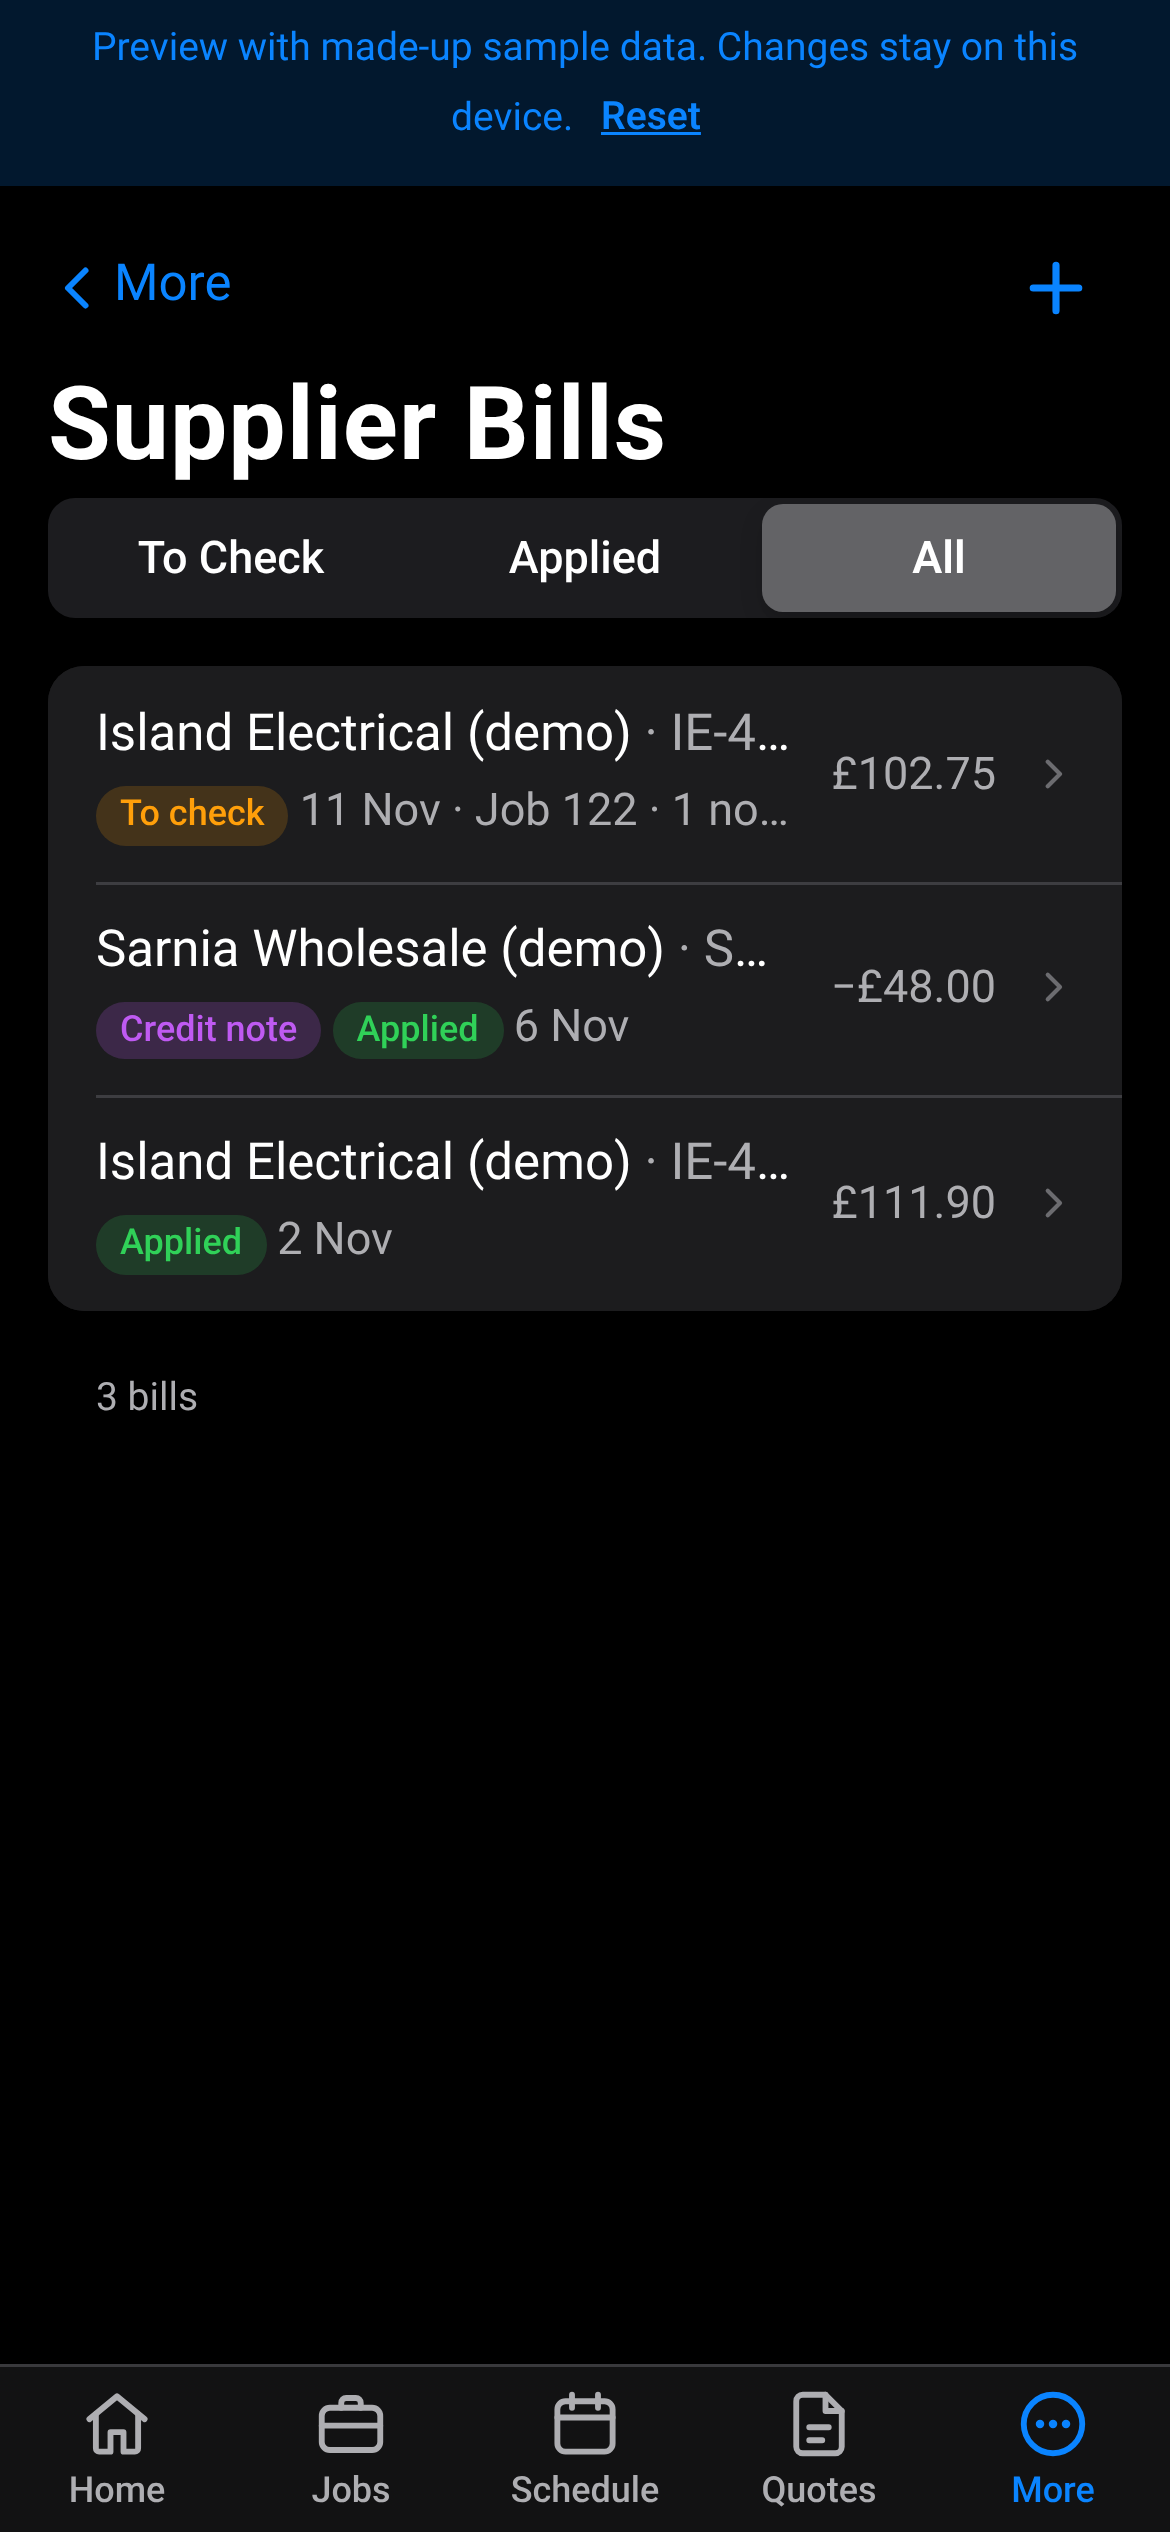 Preview with made-up sample data. Changes stay on this
device. Reset
More
Supplier Bills
To Check Applied All
Island Electrical (demo) · IE-4…
£102.75
To check 11 Nov · Job 122 · 1 no…
Sarnia Wholesale (demo) · S…
−£48.00
Credit note Applied 6 Nov
Island Electrical (demo) · IE-4…
£111.90
Applied 2 Nov
3 bills
Home Jobs Schedule Quotes More